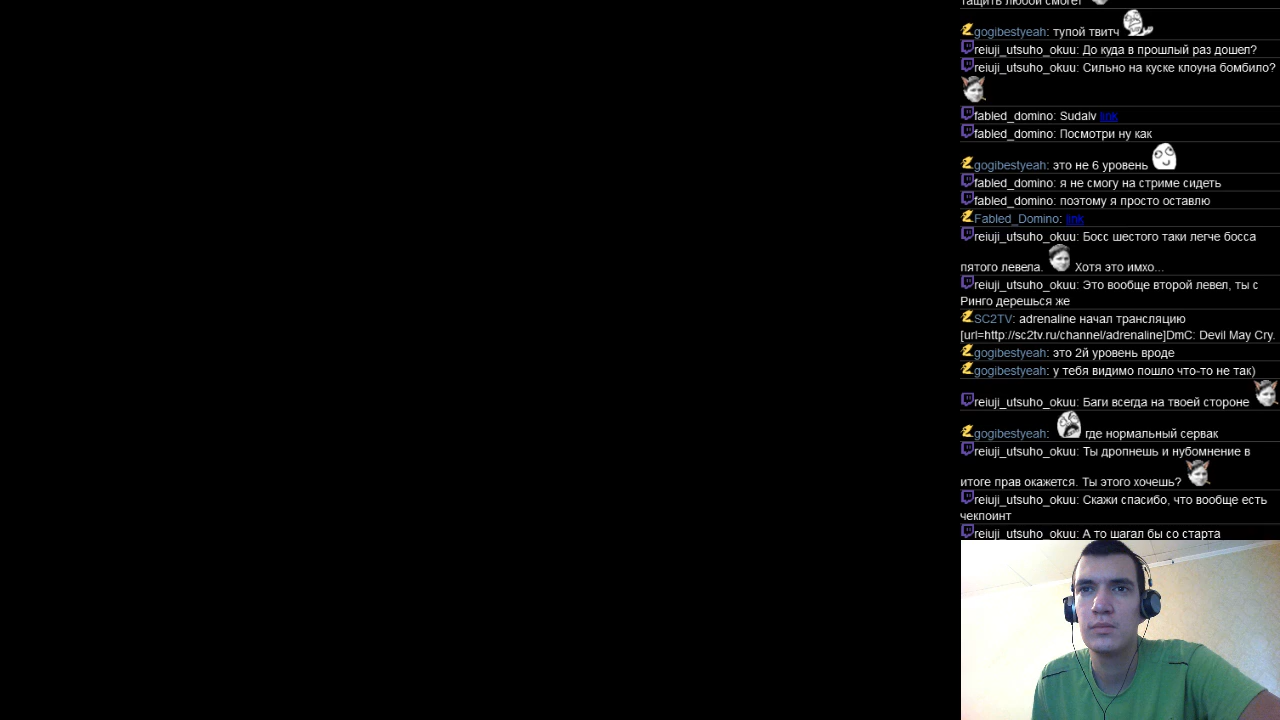 тащить любой смогет
gogibestyeah: тупой твитч
reiuji_utsuho_okuu: До куда в прошлый раз дошел?
reiuji_utsuho_okuu: Сильно на куске клоуна бомбило?
fabled_domino: Sudalv link
fabled_domino: Посмотри ну как
gogibestyeah: это не 6 уровень
fabled_domino: я не смогу на стриме сидеть
fabled_domino: поэтому я просто оставлю
Fabled_Domino: link
reiuji_utsuho_okuu: Босс шестого таки легче босса
пятого левела. Хотя это имхо...
reiuji_utsuho_okuu: Это вообще второй левел, ты с
Ринго дерешься же
SC2TV: adrenaline начал трансляцию
[url=http://sc2tv.ru/channel/adrenaline]DmC: Devil May Cry.
gogibestyeah: это 2й уровень вроде
gogibestyeah: у тебя видимо пошло что-то не так)
reiuji_utsuho_okuu: Баги всегда на твоей стороне
gogibestyeah: где нормальный сервак
reiuji_utsuho_okuu: Ты дропнешь и нубомнение в
итоге прав окажется. Ты этого хочешь?
reiuji_utsuho_okuu: Скажи спасибо, что вообще есть
чекпоинт
reiuji_utsuho_okuu: А то шагал бы со старта